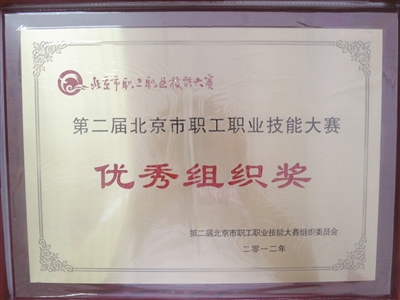 北京市职工职业技能大赛
第二届北京市职工职业技能大赛
优秀组织奖
第二届北京市职工职业技能大赛组织委员会
二零一二年